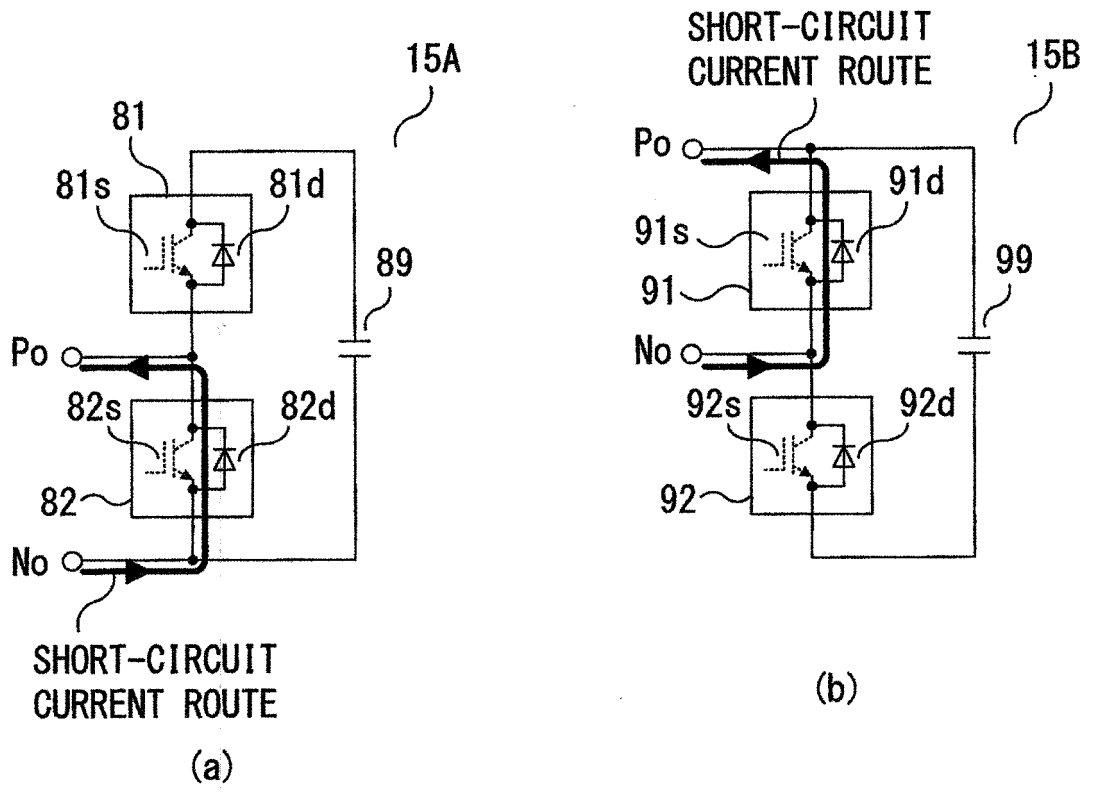 15A
81
81s
81d
89
Po
82s
82d
82
No
SHORT-CIRCUIT
CURRENT ROUTE
(a)
SHORT-CIRCUIT
CURRENT ROUTE
15B
Po
91s
91d
91
99
No
92s
92d
92
(b)